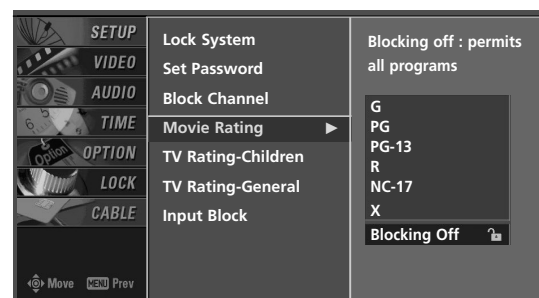 SETUP
VIDEO
AUDIO
TIME
OPTION
LOCK
CABLE
Move MENU Prev
Lock System
Set Password
Block Channel
Movie Rating
TV Rating-Children
TV Rating-General
Input Block
Blocking off : permits
all programs
G
PG
PG-13
R
NC-17
X
Blocking Off